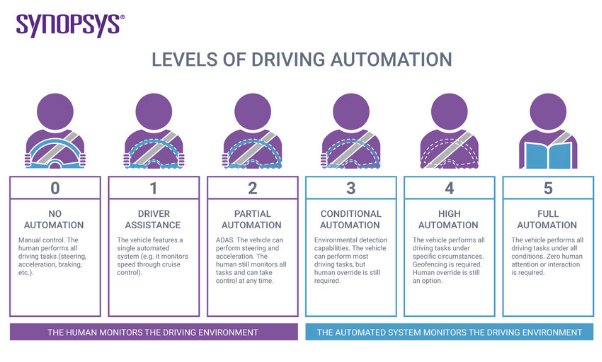 SYNOPSYS®
LEVELS OF DRIVING AUTOMATION
0
NO
AUTOMATION
Manual control. The
human performs all
driving tasks (steering,
acceleration, braking,
etc.).
1
DRIVER
ASSISTANCE
The vehicle features a
single automated
system (e.g. it monitors
speed through cruise
control).
2
PARTIAL
AUTOMATION
ADAS. The vehicle can
perform steering and
acceleration. The
human still monitors all
tasks and can take
control at any time.
3
CONDITIONAL
AUTOMATION
Environmental detection
capabilities. The vehicle
can perform most
driving tasks, but
human override is still
required.
4
HIGH
AUTOMATION
The vehicle performs all
driving tasks under
specific circumstances.
Geofencing is required.
Human override is still
an option.
5
FULL
AUTOMATION
The vehicle performs all
driving tasks under all
conditions. Zero human
attention or interaction
is required.
THE HUMAN MONITORS THE DRIVING ENVIRONMENT
THE AUTOMATED SYSTEM MONITORS THE DRIVING ENVIRONMENT